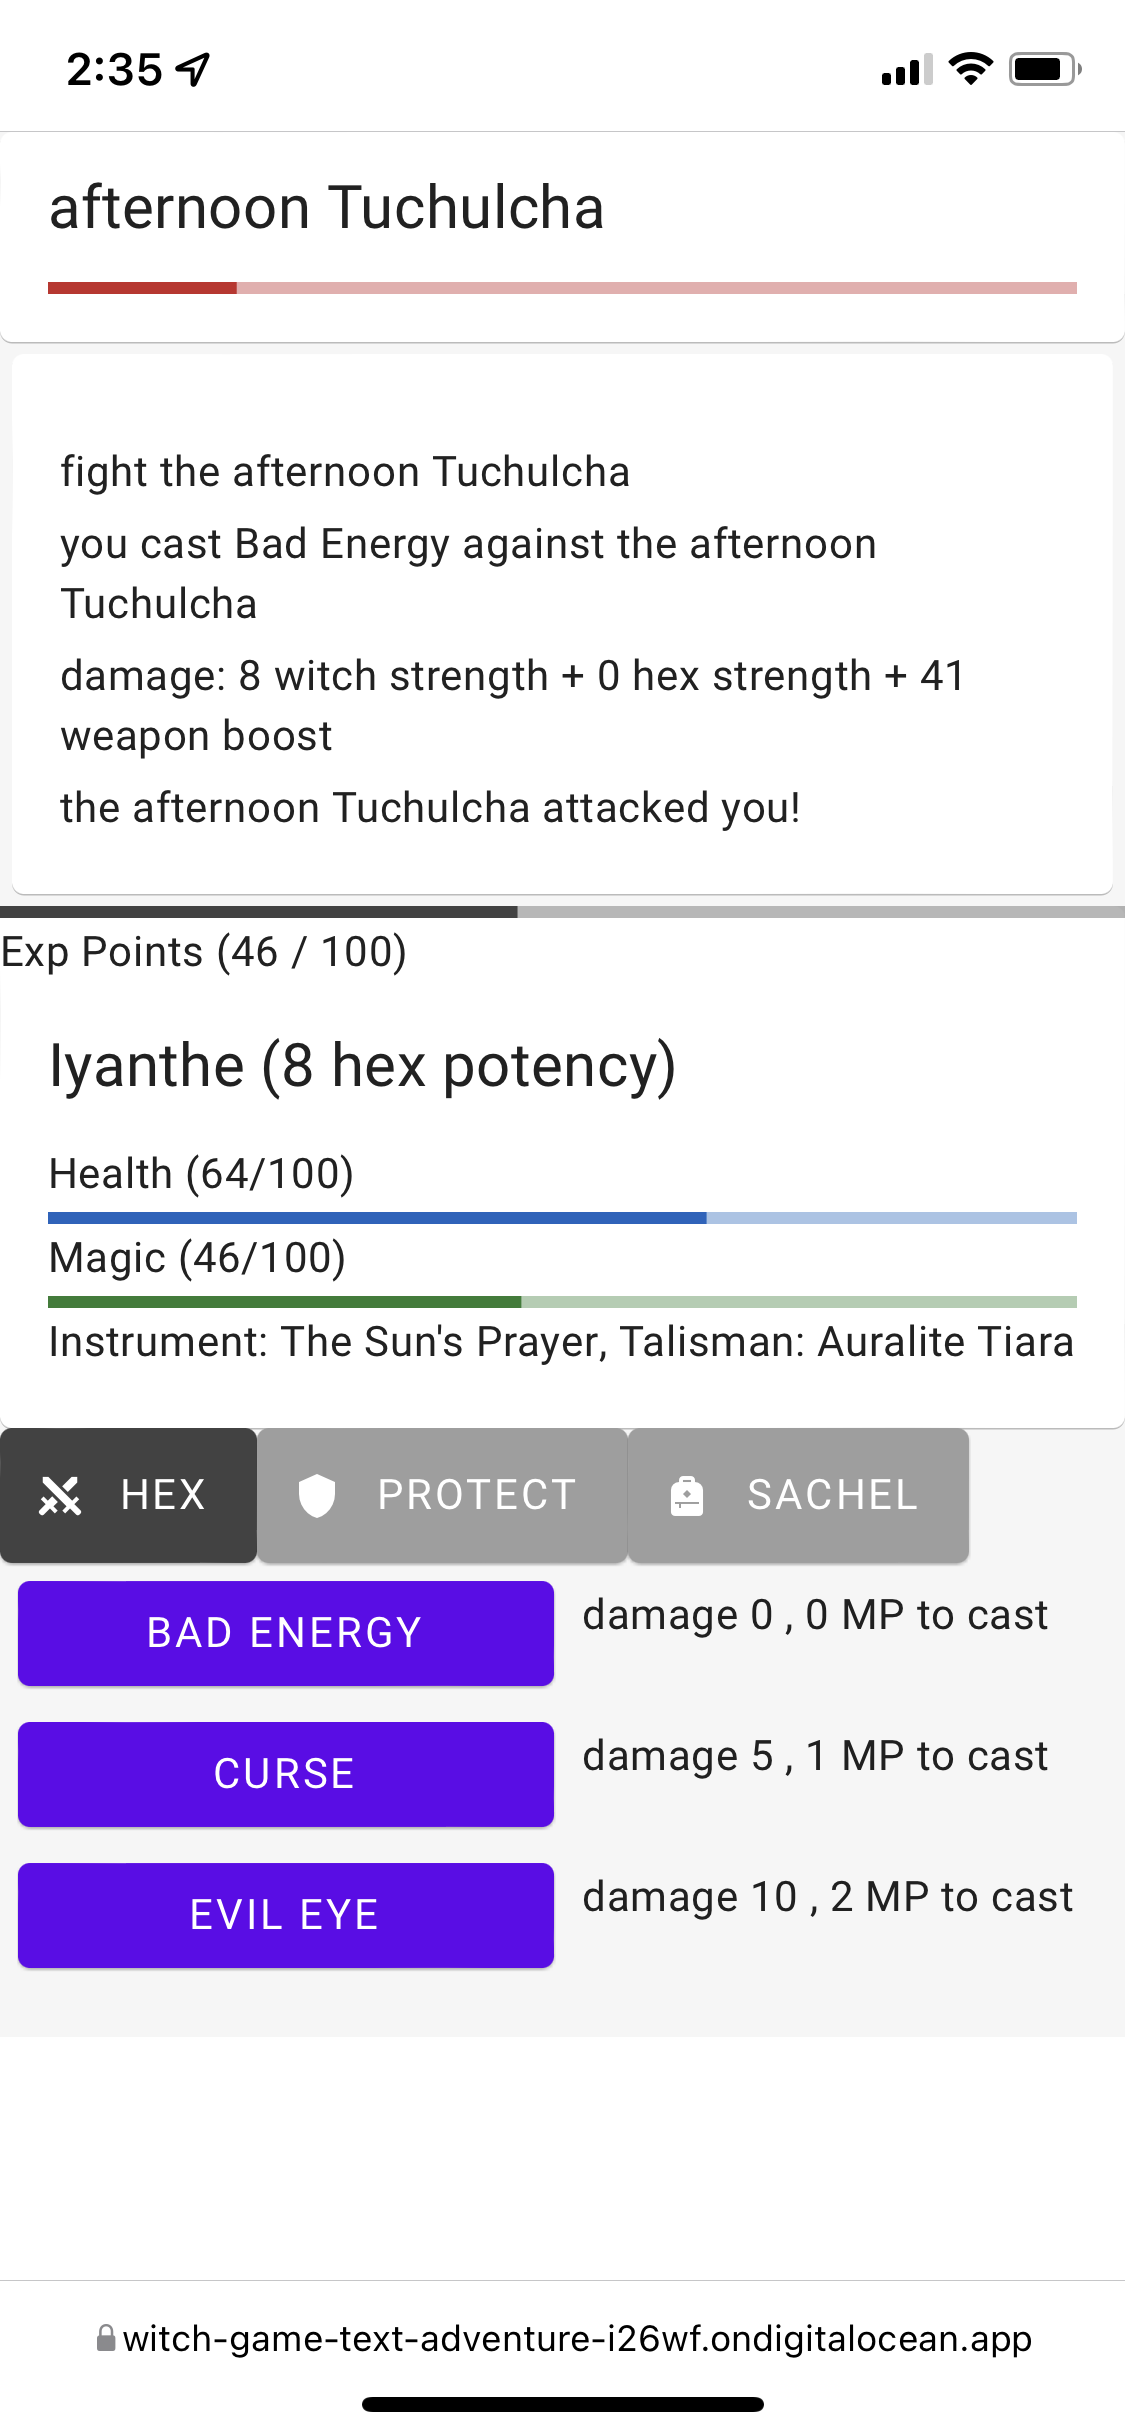 2:35
afternoon Tuchulcha
fight the afternoon Tuchulcha
you cast Bad Energy against the afternoon
Tuchulcha
damage: 8 witch strength + 0 hex strength + 41
weapon boost
the afternoon Tuchulcha attacked you!
Exp Points (46 / 100)
Iyanthe (8 hex potency)
Health (64/100)
Magic (46/100)
Instrument: The Sun's Prayer, Talisman: Auralite Tiara
HEX PROTECT SACHEL
BAD ENERGY damage 0 , 0 MP to cast
CURSE damage 5 , 1 MP to cast
EVIL EYE damage 10 , 2 MP to cast
witch-game-text-adventure-i26wf.ondigitalocean.app